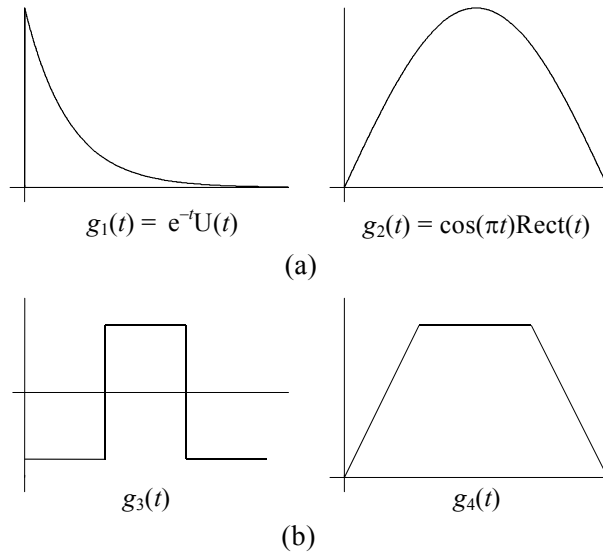 g₁(t) = e⁻ᵗU(t)
g₂(t) = cos(πt)Rect(t)
(a)
g₃(t)
g₄(t)
(b)